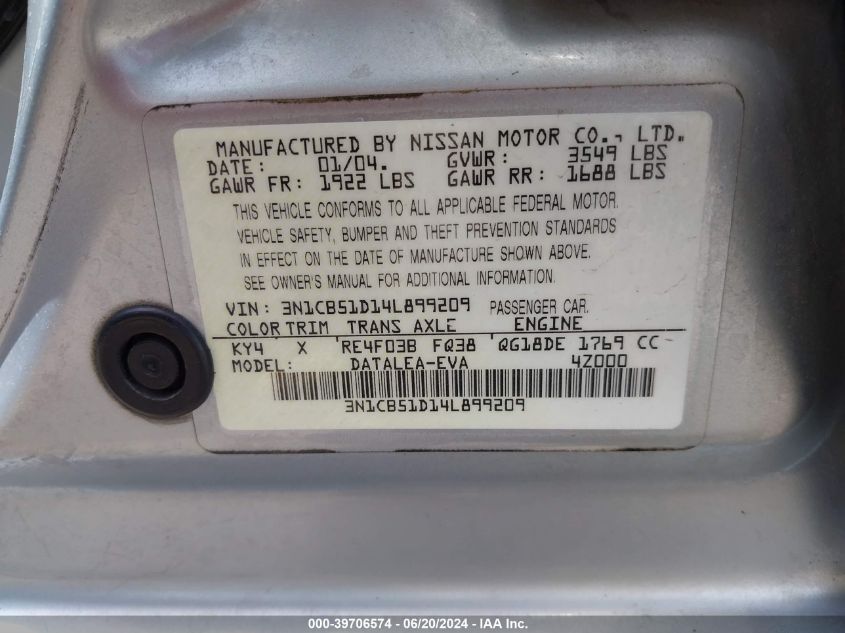 MANUFACTURED BY NISSAN MOTOR CO., LTD.
DATE: 01/04. GVWR: 3549 LBS
GAWR FR: 1922 LBS GAWR RR: 1688 LBS
THIS VEHICLE CONFORMS TO ALL APPLICABLE FEDERAL MOTOR
VEHICLE SAFETY, BUMPER AND THEFT PREVENTION STANDARDS
IN EFFECT ON THE DATE OF MANUFACTURE SHOWN ABOVE.
SEE OWNER'S MANUAL FOR ADDITIONAL INFORMATION.
VIN: 3N1CB51D14L899209 PASSENGER CAR.
COLOR TRIM TRANS AXLE ENGINE
KY4 X RE4F03B FQ38 QG18DE 1769 CC
MODEL: DATALEA-EVA 4Z000
3N1CB51D14L899209
000-39706574 / 06/20/2024 - IAA Inc.